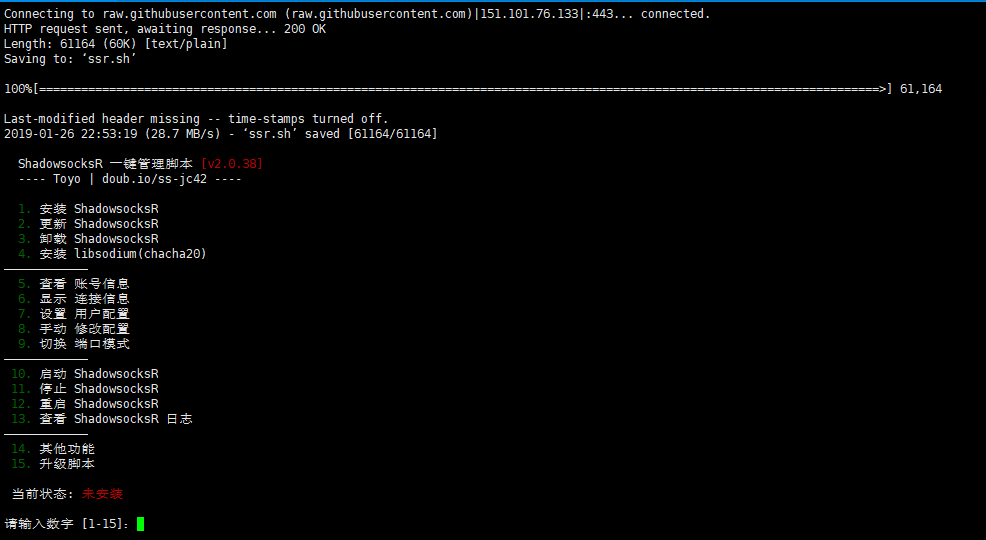 Connecting to raw.githubusercontent.com (raw.githubusercontent.com)|151.101.76.133|:443... connected.
HTTP request sent, awaiting response... 200 OK
Length: 61164 (60K) [text/plain]
Saving to: ‘ssr.sh’
100%[======================================================================================================================>] 61,164
Last-modified header missing -- time-stamps turned off.
2019-01-26 22:53:19 (28.7 MB/s) - ‘ssr.sh’ saved [61164/61164]
ShadowsocksR 一键管理脚本 [v2.0.38]
---- Toyo | doub.io/ss-jc42 ----
1. 安装 ShadowsocksR
2. 更新 ShadowsocksR
3. 卸载 ShadowsocksR
4. 安装 libsodium(chacha20)
————————————
5. 查看 账号信息
6. 显示 连接信息
7. 设置 用户配置
8. 手动 修改配置
9. 切换 端口模式
————————————
10. 启动 ShadowsocksR
11. 停止 ShadowsocksR
12. 重启 ShadowsocksR
13. 查看 ShadowsocksR 日志
————————————
14. 其他功能
15. 升级脚本
当前状态: 未安装
请输入数字 [1-15]：